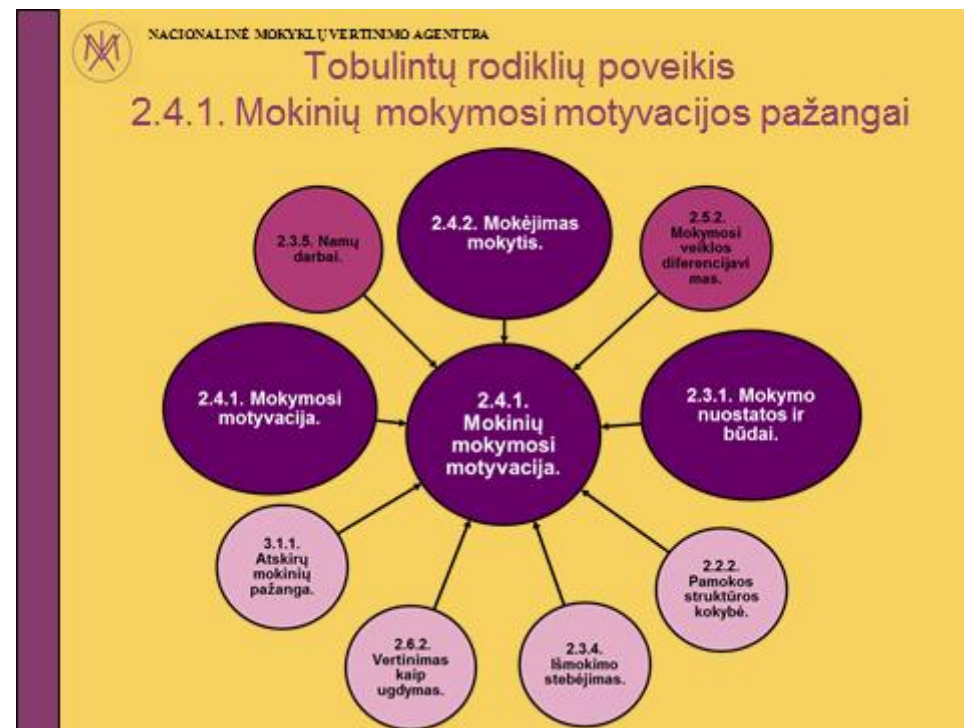 NACIONALINĖ MOKYKLŲ VERTINIMO AGENTŪRA
Tobulintų rodiklių poveikis
2.4.1. Mokinių mokymosi motyvacijos pažangai
2.4.2. Mokėjimas
mokytis.
2.3.5. Namų
darbai.
2.5.2.
Mokymosi
veiklos
diferencijavi
mas.
2.4.1. Mokymosi
motyvacija.
2.4.1.
Mokinių
mokymosi
motyvacija.
2.3.1. Mokymo
nuostatos ir
būdai.
3.1.1.
Atskirų
mokinių
pažanga.
2.2.2.
Pamokos
struktūros
kokybė.
2.6.2.
Vertinimas
kaip
ugdymas.
2.3.4.
Išmokimo
stebėjimas.